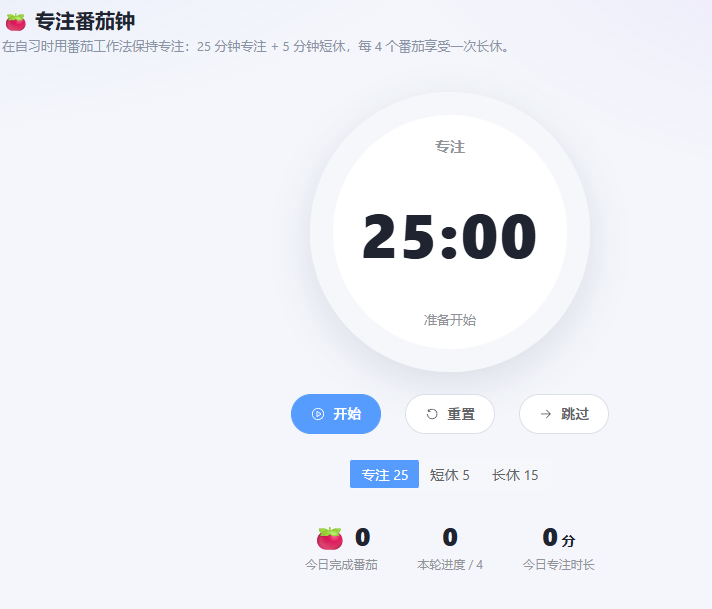 专注番茄钟
在自习时用番茄工作法保持专注：25 分钟专注 + 5 分钟短休，每 4 个番茄享受一次长休。
专注
25:00
准备开始
开始 重置 跳过
专注 25 短休 5 长休 15
0 0 0 分
今日完成番茄 本轮进度 / 4 今日专注时长